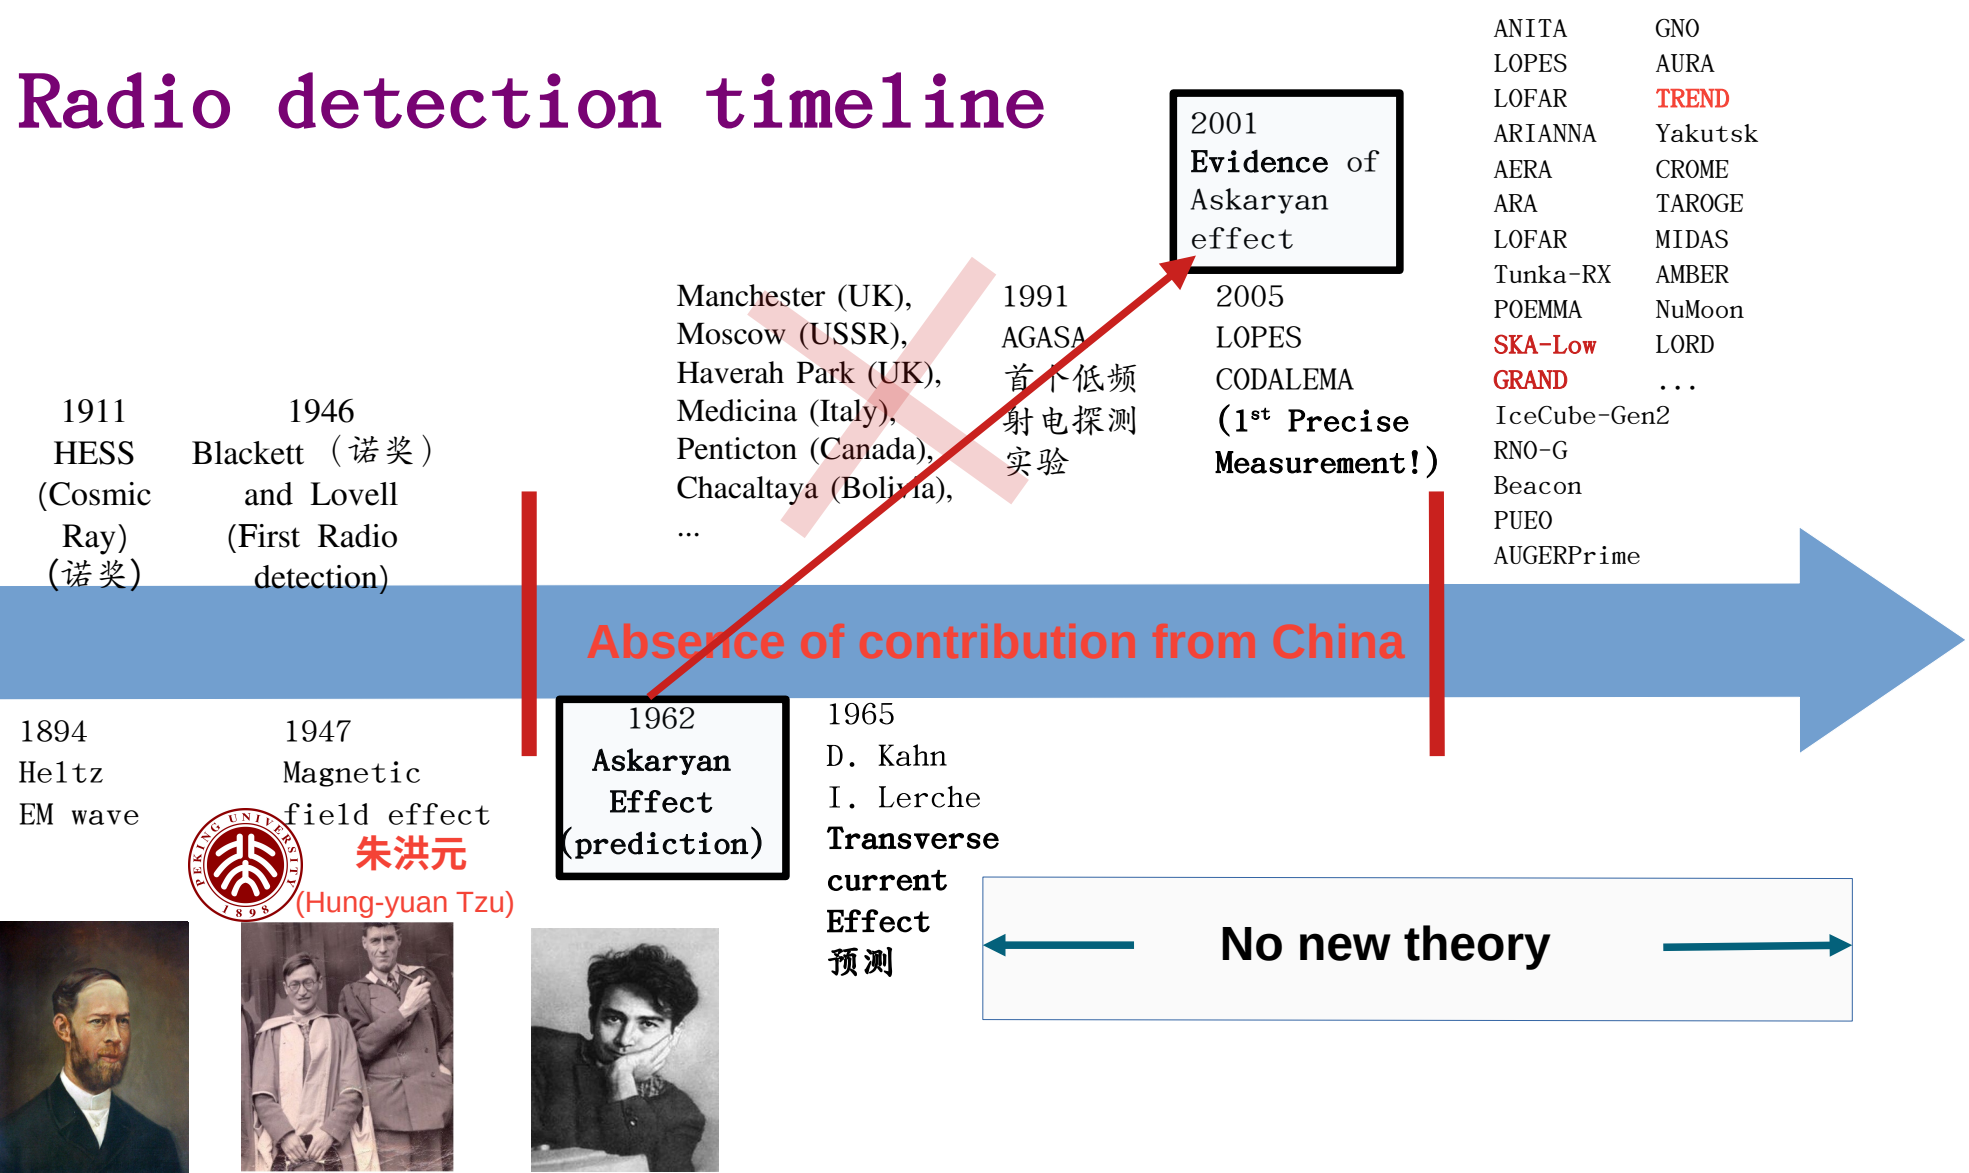 Radio detection timeline
1911
HESS
(Cosmic
Ray)
(诺奖)
1946
Blackett （诺奖）
and Lovell
(First Radio
detection)
Manchester (UK),
Moscow (USSR),
Haverah Park (UK),
Medicina (Italy),
Penticton (Canada),
Chacaltaya (Bolivia),
...
1991
AGASA
首个低频
射电探测
实验
2001
Evidence of
Askaryan
effect
2005
LOPES
CODALEMA
(1st Precise
Measurement!)
ANITA
LOPES
LOFAR
ARIANNA
AERA
ARA
LOFAR
Tunka-RX
POEMMA
SKA-Low
GRAND
IceCube-Gen2
RNO-G
Beacon
PUEO
AUGERPrime
GNO
AURA
TREND
Yakutsk
CROME
TAROGE
MIDAS
AMBER
NuMoon
LORD
...
Absence of contribution from China
1894
Heltz
EM wave
1947
Magnetic
field effect
朱洪元
(Hung-yuan Tzu)
PEKING UNIVERSITY
1898
1962
Askaryan
Effect
(prediction)
1965
D. Kahn
I. Lerche
Transverse
current
Effect
预测
No new theory